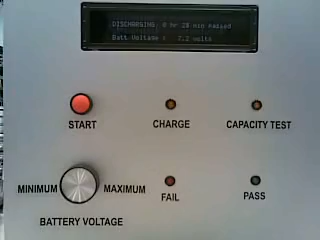 DISCHARGING: 0 hr 28 min passed
Batt Voltage : 7.2 volts
START
CHARGE
CAPACITY TEST
MINIMUM
MAXIMUM
FAIL
PASS
BATTERY VOLTAGE